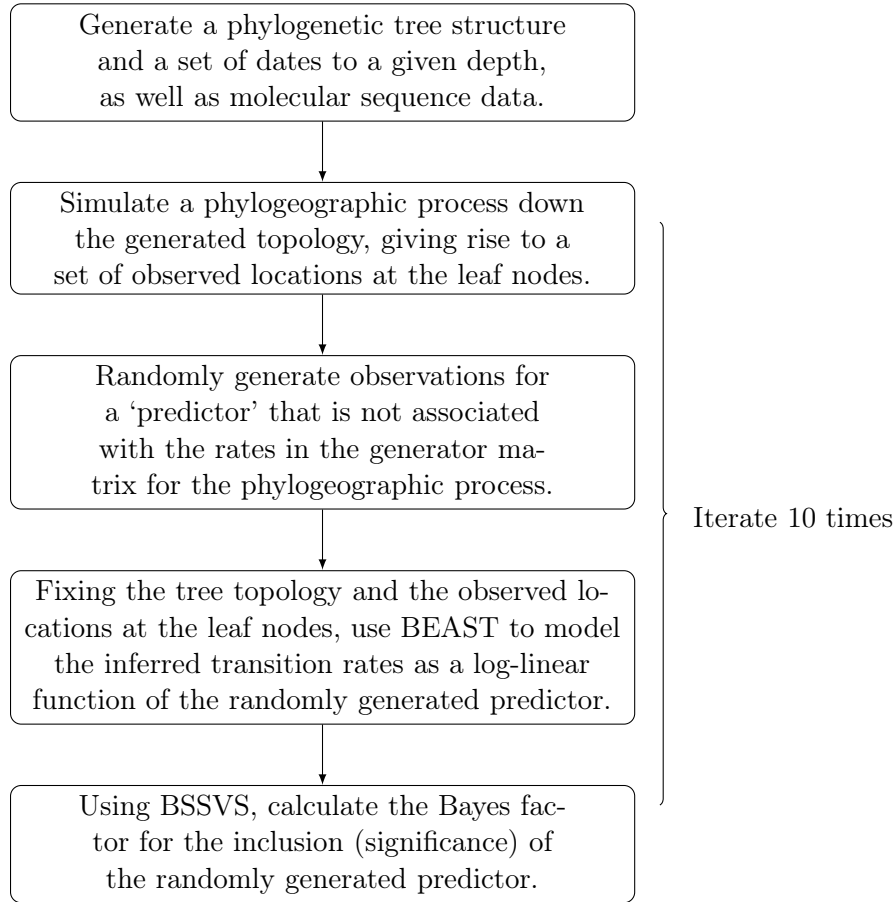 Generate a phylogenetic tree structure
and a set of dates to a given depth,
as well as molecular sequence data.
Simulate a phylogeographic process down
the generated topology, giving rise to a
set of observed locations at the leaf nodes.
Randomly generate observations for
a ‘predictor’ that is not associated
with the rates in the generator ma-
trix for the phylogeographic process.
Iterate 10 times
Fixing the tree topology and the observed lo-
cations at the leaf nodes, use BEAST to model
the inferred transition rates as a log-linear
function of the randomly generated predictor.
Using BSSVS, calculate the Bayes fac-
tor for the inclusion (significance) of
the randomly generated predictor.